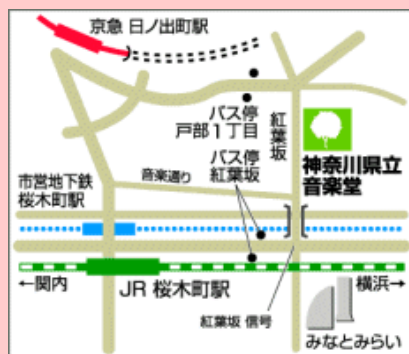 京急 日ノ出町駅
バス停
戸部1丁目
紅葉坂
神奈川県立
音楽堂
バス停
紅葉坂
音楽通り
市営地下鉄
桜木町駅
←関内
JR 桜木町駅
横浜→
紅葉坂 信号
みなとみらい